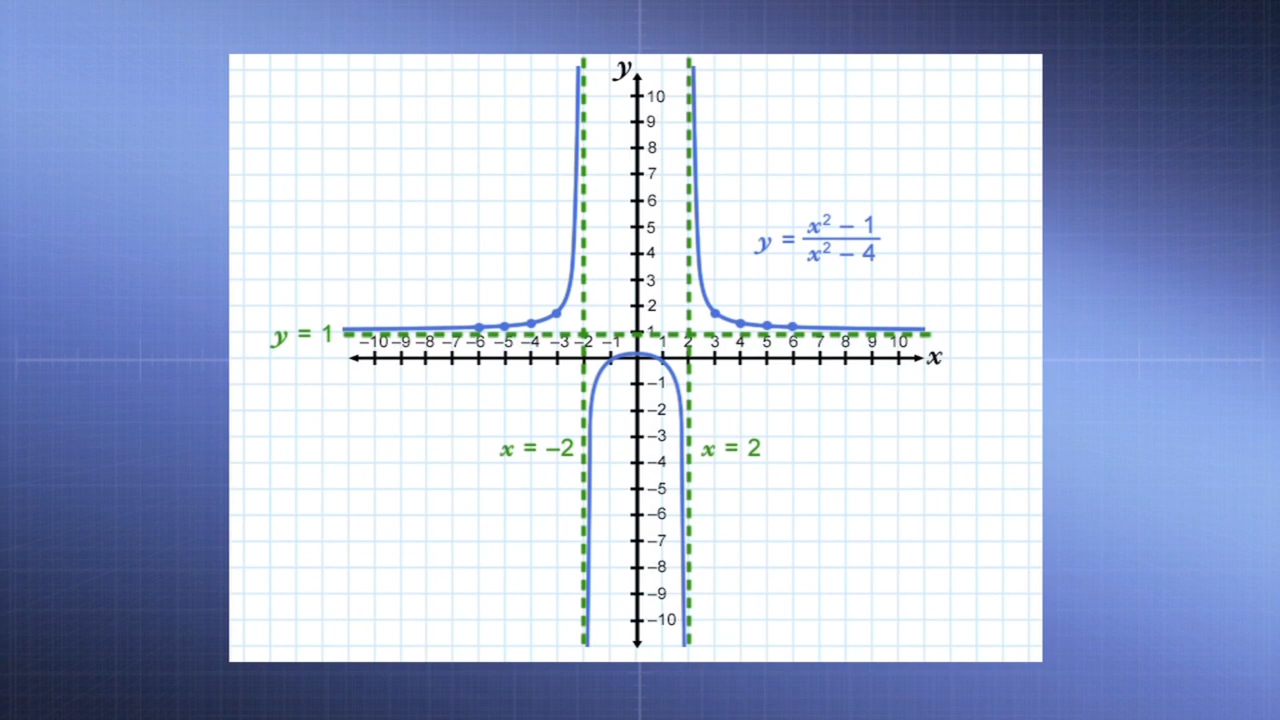 y
10
9
8
7
6
5
4
3
2
1
y = x² – 1 / x² – 4
y = 1
–10 –9 –8 –7 –6 –5 –4 –3 –2 –1 1 2 3 4 5 6 7 8 9 10
x
–1
–2
–3
x = –2
x = 2
–4
–5
–6
–7
–8
–9
–10